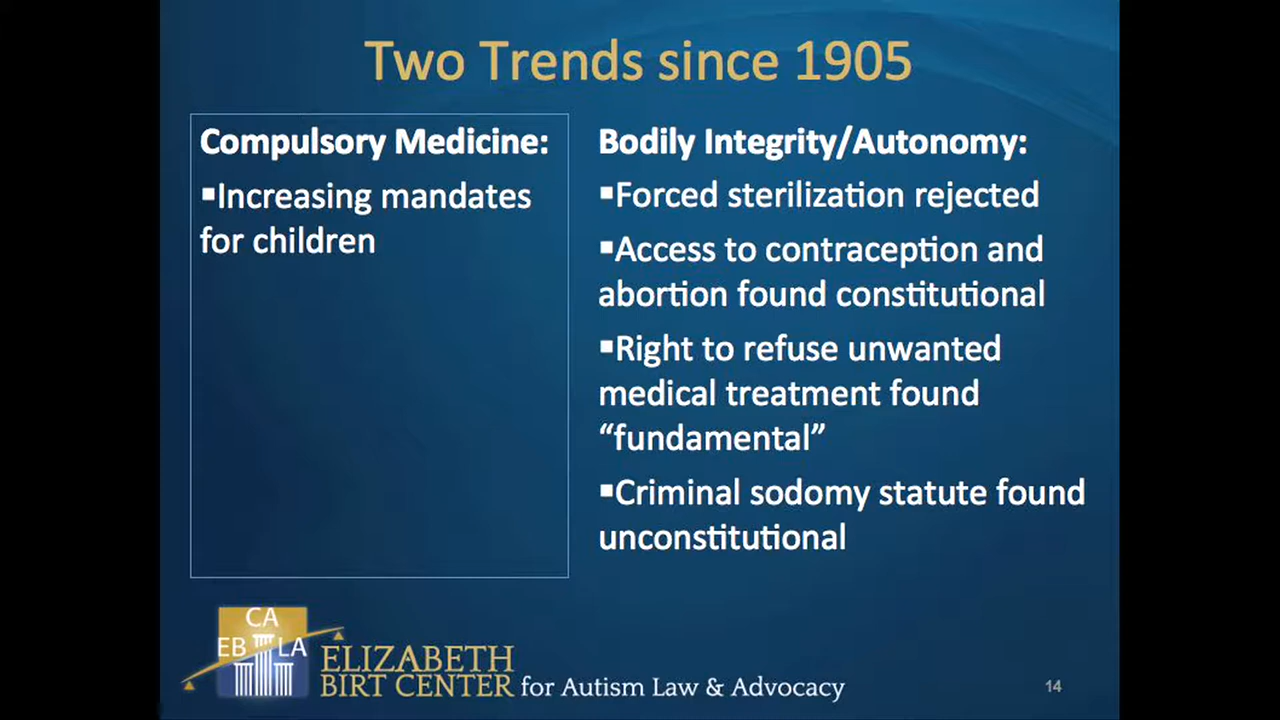 Two Trends since 1905
Compulsory Medicine:
▪Increasing mandates
for children
Bodily Integrity/Autonomy:
▪Forced sterilization rejected
▪Access to contraception and
abortion found constitutional
▪Right to refuse unwanted
medical treatment found
“fundamental”
▪Criminal sodomy statute found
unconstitutional
CA
EB LA
ELIZABETH
BIRT CENTER for Autism Law & Advocacy
14